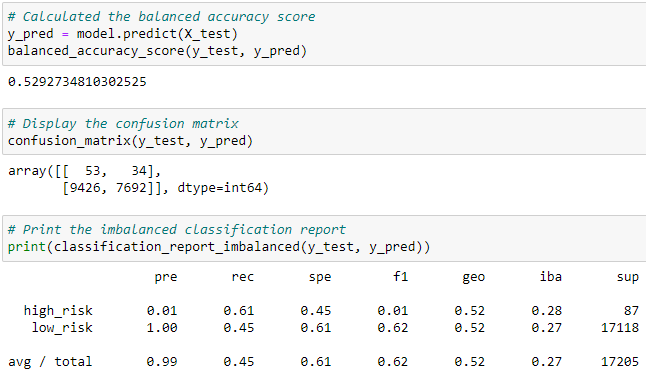 # Calculated the balanced accuracy score
y_pred = model.predict(X_test)
balanced_accuracy_score(y_test, y_pred)
0.5292734810302525
# Display the confusion matrix
confusion_matrix(y_test, y_pred)
array([[  53,   34],
       [9426, 7692]], dtype=int64)
# Print the imbalanced classification report
print(classification_report_imbalanced(y_test, y_pred))
                   pre       rec       spe        f1       geo       iba       sup
  high_risk       0.01      0.61      0.45      0.01      0.52      0.28        87
   low_risk       1.00      0.45      0.61      0.62      0.52      0.27     17118
avg / total       0.99      0.45      0.61      0.62      0.52      0.27     17205